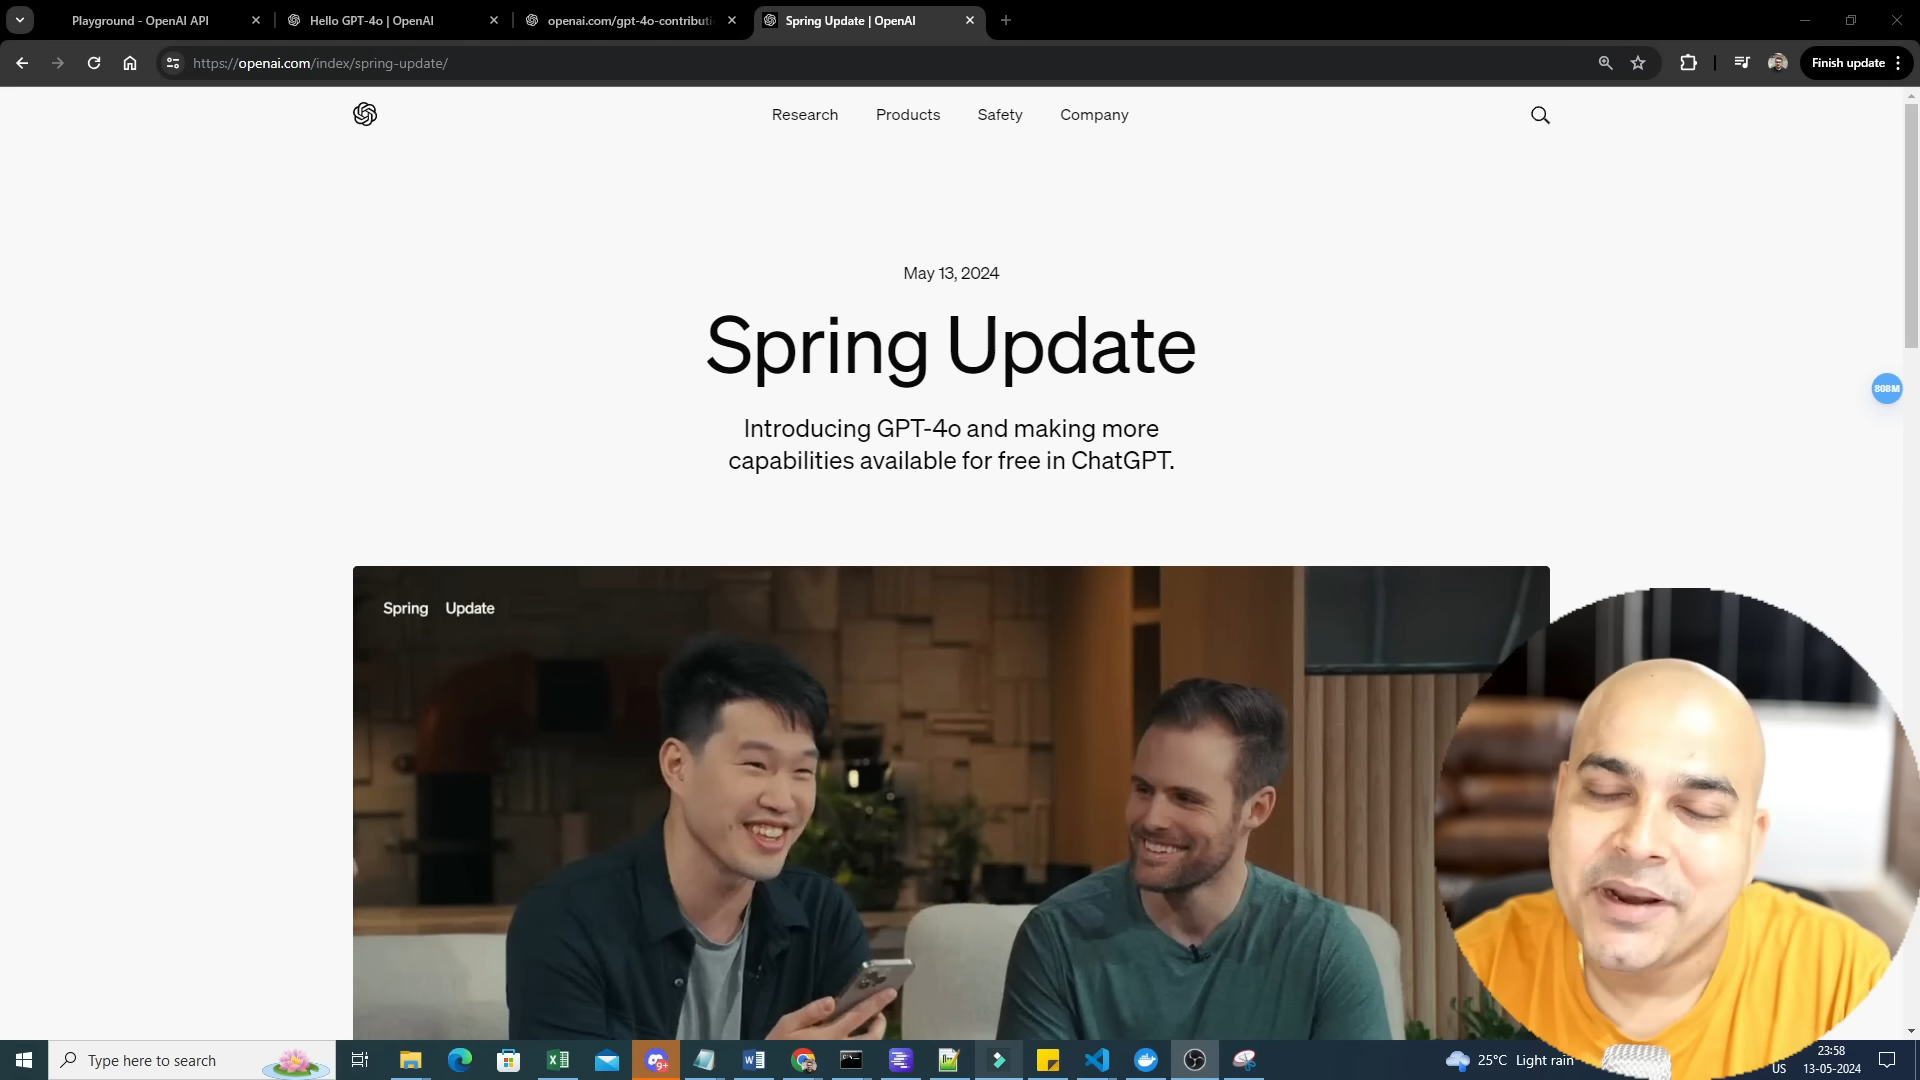 Playground - OpenAI API
Hello GPT-4o | OpenAI
openai.com/gpt-4o-contributi
Spring Update | OpenAI
https://openai.com/index/spring-update/
Finish update
Research
Products
Safety
Company
May 13, 2024
Spring Update
Introducing GPT-4o and making more
capabilities available for free in ChatGPT.
808M
Spring Update
Type here to search
9+
25°C Light rain
US
23:58
13-05-2024